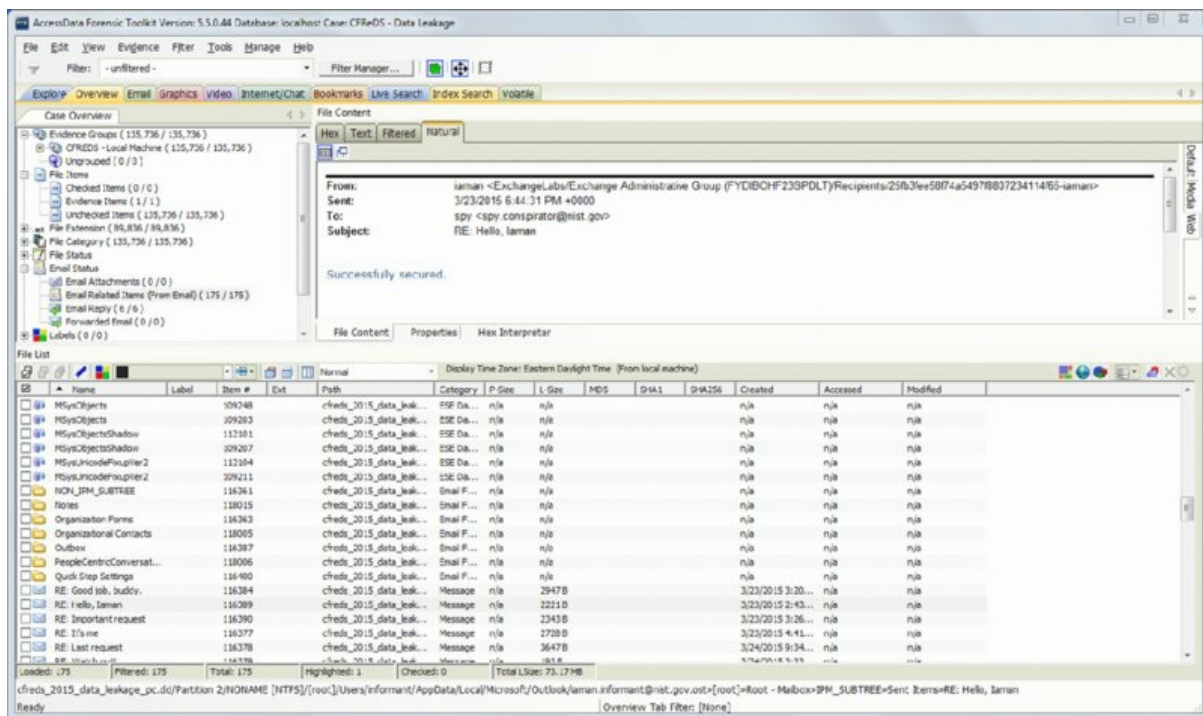 AccessData Forensic Toolkit Version: 5.5.0.44 Database: localhost Case: CFReDS - Data Leakage
File Edit View Evidence Filter Tools Manage Help
Filter: - unfiltered - Filter Manager...
Explore Overview Email Graphics Video Internet/Chat Bookmarks Live Search Index Search Volatile
Case Overview
Evidence Groups ( 135,736 / 135,736 )
CFREDS - Local Machine ( 135,736 / 135,736 )
Ungrouped ( 0 / 0 )
File Items
Checked Items ( 0 / 0 )
Evidence Items ( 1 / 1 )
Unchecked Items ( 135,736 / 135,736 )
File Extension ( 89,836 / 89,836 )
File Category ( 135,736 / 135,736 )
File Status
Email Status
Email Attachments ( 0 / 0 )
Email Related Items (From Email) ( 175 / 175 )
Email Reply ( 6 / 6 )
Forwarded Email ( 0 / 0 )
Labels ( 0 / 0 )
File Content
Hex Text Filtered Natural
From: iaman <ExchangeLabs/Exchange Administrative Group (FYDIBOHF23SPDLT)/Recipients/
Sent: 3/23/2015 6:44:31 PM +0000
To: spy <spy.conspirator@nist.gov>
Subject: RE: Hello, Iaman
Successfully secured.
File Content Properties Hex Interpreter
Default: Media Web
File List
Normal Display Time Zone: Eastern Daylight Time (From local machine)
Name Label Item # Ext Path Category P-Size L-Size MD5 SHA1 SHA256 Created Accessed Modified
MSysObjects 109248 cfreds_2015_data_leak... ESE Da... n/a n/a n/a n/a n/a
MSysObjects 109203 cfreds_2015_data_leak... ESE Da... n/a n/a n/a n/a n/a
MSysObjectsShadow 112101 cfreds_2015_data_leak... ESE Da... n/a n/a n/a n/a n/a
MSysObjectsShadow 109207 cfreds_2015_data_leak... ESE Da... n/a n/a n/a n/a n/a
MSysUnicodeFixupVer2 112104 cfreds_2015_data_leak... ESE Da... n/a n/a n/a n/a n/a
MSysUnicodeFixupVer2 109211 cfreds_2015_data_leak... ESE Da... n/a n/a n/a n/a n/a
NON_IPM_SUBTREE 116361 cfreds_2015_data_leak... Email F... n/a n/a n/a n/a n/a
Notes 118015 cfreds_2015_data_leak... Email F... n/a n/a n/a n/a n/a
Organization Forms 116363 cfreds_2015_data_leak... Email F... n/a n/a n/a n/a n/a
Organizational Contacts 118005 cfreds_2015_data_leak... Email F... n/a n/a n/a n/a n/a
Outbox 116387 cfreds_2015_data_leak... Email F... n/a n/a n/a n/a n/a
PeopleCentricConversat... 118006 cfreds_2015_data_leak... Email F... n/a n/a n/a n/a n/a
Quick Step Settings 116400 cfreds_2015_data_leak... Email F... n/a n/a n/a n/a n/a
RE: Good job, buddy. 116384 cfreds_2015_data_leak... Message n/a 2947 B 3/23/2015 3:20... n/a n/a
RE: Hello, Iaman 116389 cfreds_2015_data_leak... Message n/a 2221 B 3/23/2015 2:43... n/a n/a
RE: Important request 116390 cfreds_2015_data_leak... Message n/a 2343 B 3/23/2015 3:26... n/a n/a
RE: It's me 116377 cfreds_2015_data_leak... Message n/a 2728 B 3/23/2015 4:41... n/a n/a
RE: Last request 116378 cfreds_2015_data_leak... Message n/a 3647 B 3/24/2015 9:34... n/a n/a
Loaded: 175 Filtered: 175 Total: 175 Highlighted: 1 Checked: 0 Total LSize: 73.17 MB
cfreds_2015_data_leakage_pc.dd/Partition 2/NONAME [NTFS]/[root]/Users/informant/AppData/Local/Microsoft/Outlook/iaman.informant@nist.gov.ost»[root]»Root - Mailbox»IPM_SUBTREE»Sent Items»RE: Hello, Iaman
Ready Overview Tab Filter: [None]